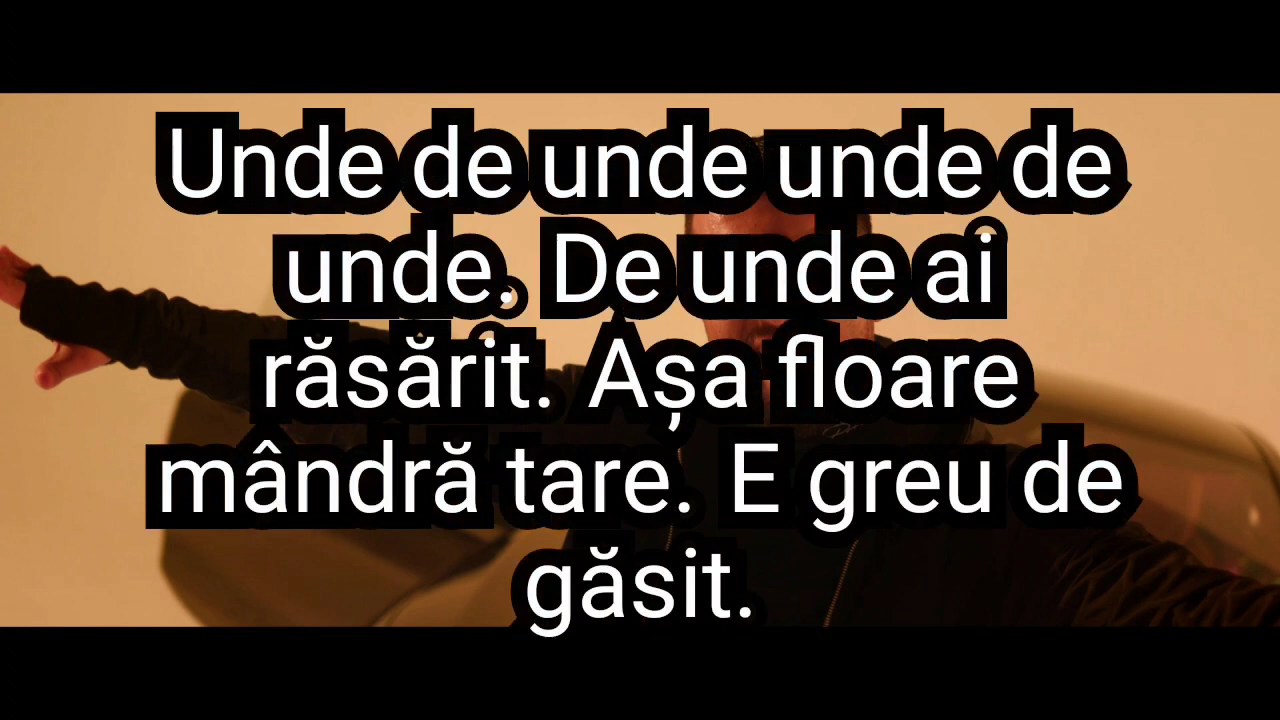 Unde de unde unde de
unde. De unde ai
răsărit. Așa floare
mândră tare. E greu de
găsit.